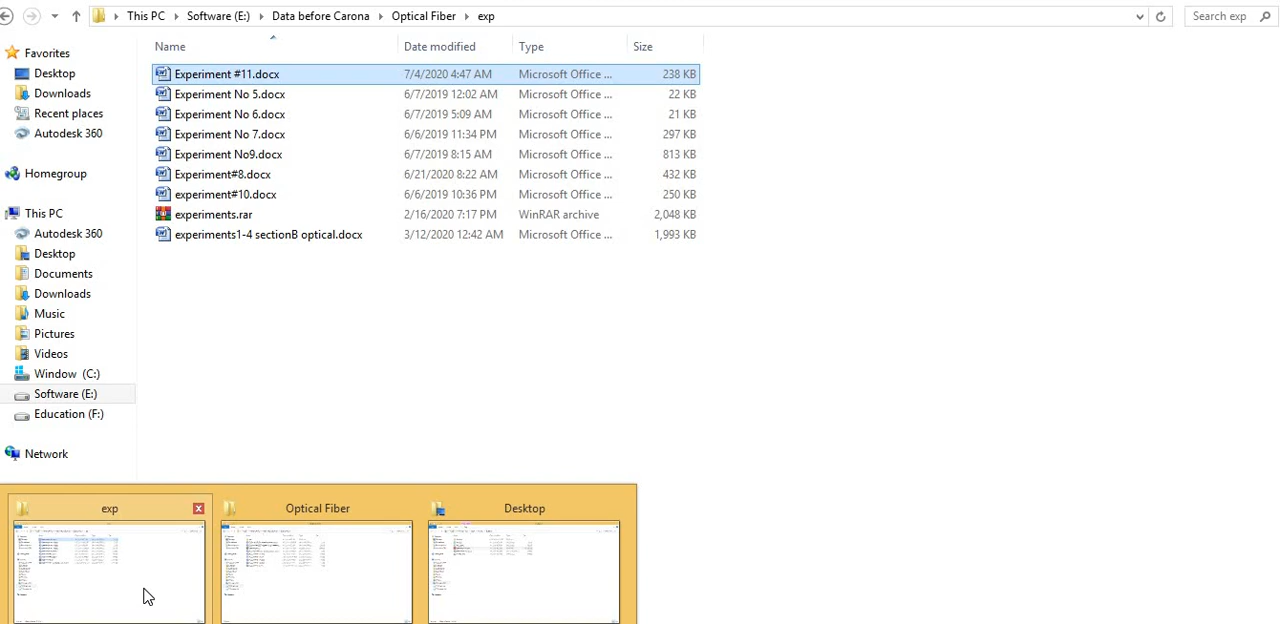 This PC Software (E:) Data before Carona Optical Fiber exp Search exp
Name Date modified Type Size
Favorites
Desktop
Downloads
Recent places
Autodesk 360
Homegroup
This PC
Autodesk 360
Desktop
Documents
Downloads
Music
Pictures
Videos
Window (C:)
Software (E:)
Education (F:)
Network
Experiment #11.docx 7/4/2020 4:47 AM Microsoft Office ... 238 KB
Experiment No 5.docx 6/7/2019 12:02 AM Microsoft Office ... 22 KB
Experiment No 6.docx 6/7/2019 5:09 AM Microsoft Office ... 21 KB
Experiment No 7.docx 6/6/2019 11:34 PM Microsoft Office ... 297 KB
Experiment No9.docx 6/7/2019 8:15 AM Microsoft Office ... 813 KB
Experiment#8.docx 6/21/2020 8:22 AM Microsoft Office ... 432 KB
experiment#10.docx 6/6/2019 10:36 PM Microsoft Office ... 250 KB
experiments.rar 2/16/2020 7:17 PM WinRAR archive 2,048 KB
experiments1-4 sectionB optical.docx 3/12/2020 12:42 AM Microsoft Office ... 1,993 KB
exp Optical Fiber Desktop